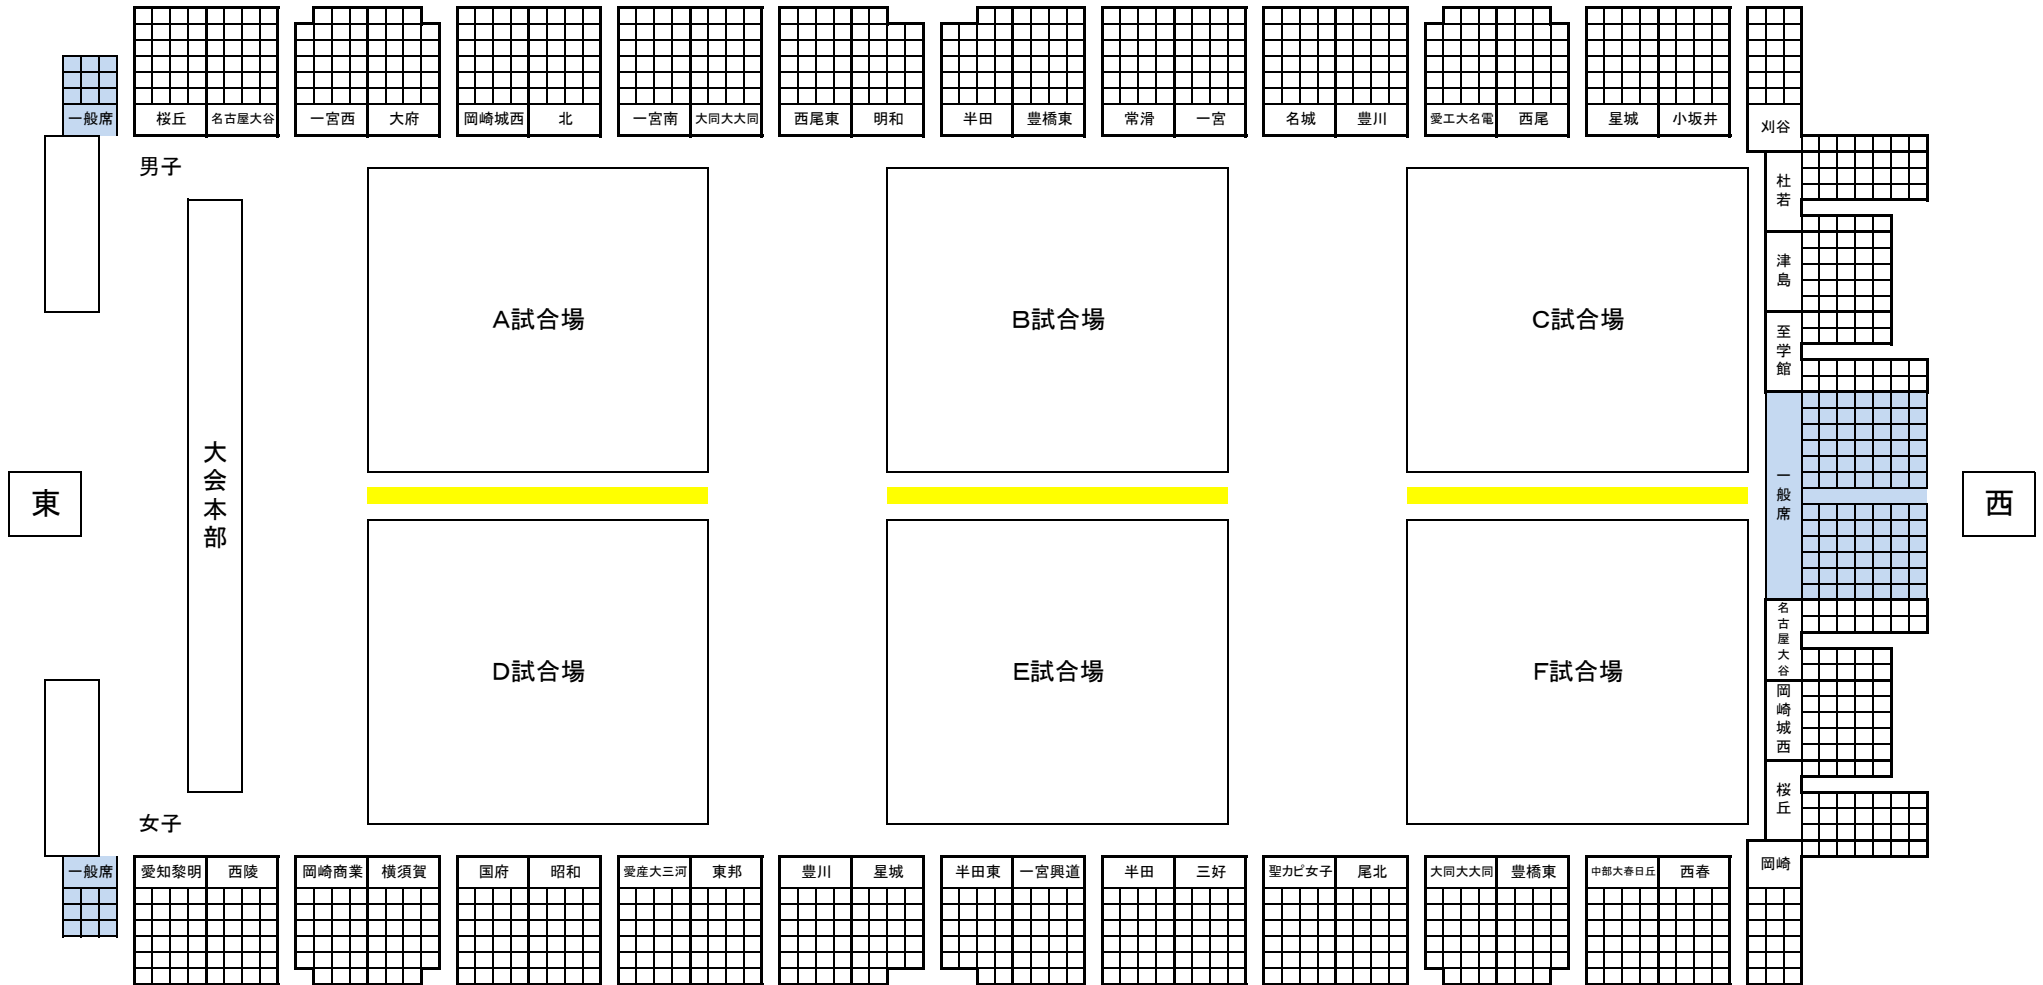 一般席
桜丘 名古屋大谷
一宮西 大府
岡崎城西 北
一宮南 大同大大同
西尾東 明和
半田 豊橋東
常滑 一宮
名城 豊川
愛工大名電 西尾
星城 小坂井
刈谷
男子
杜若
津島
至学館
A試合場
B試合場
C試合場
大会本部
東
一般席
西
D試合場
E試合場
F試合場
名古屋大谷
岡崎城西
桜丘
女子
一般席
愛知黎明 西陵
岡崎商業 横須賀
国府 昭和
愛産大三河 東邦
豊川 星城
半田東 一宮興道
半田 三好
聖カピ女子 尾北
大同大大同 豊橋東
中部大春日丘 西春
岡崎